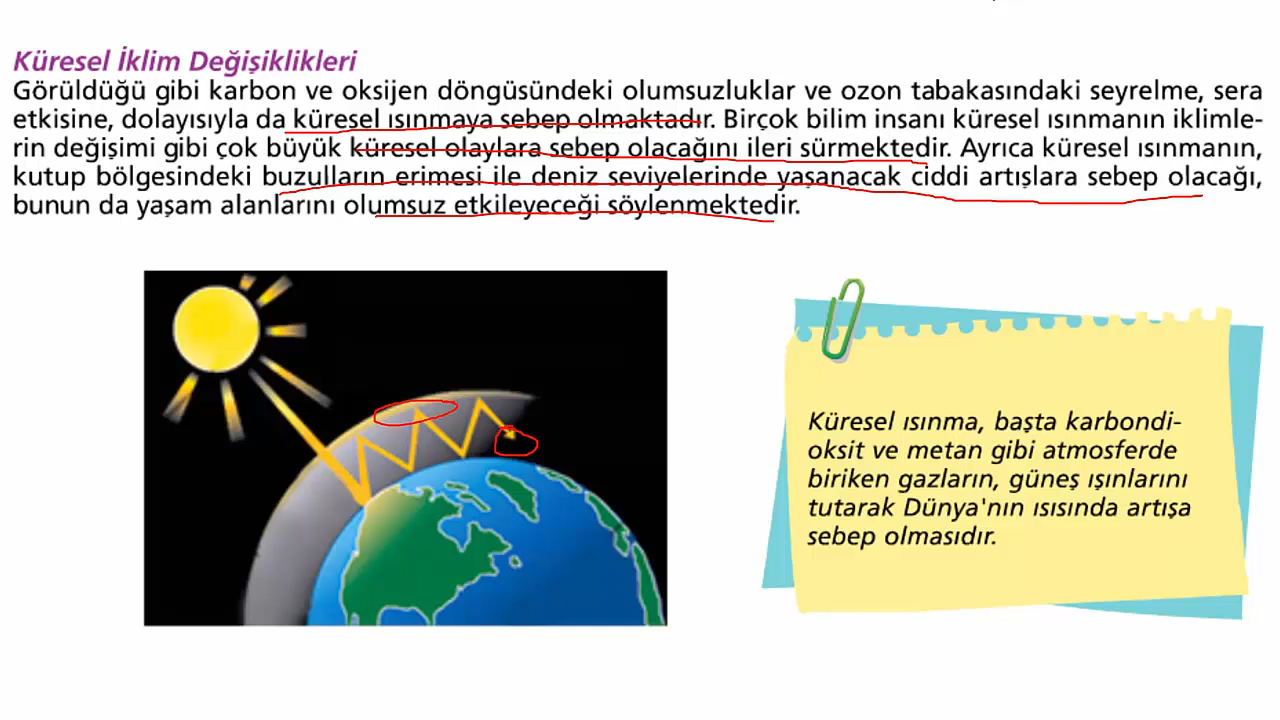 Küresel İklim Değişiklikleri
Görüldüğü gibi karbon ve oksijen döngüsündeki olumsuzluklar ve ozon tabakasındaki seyrelme, sera
etkisine, dolayısıyla da küresel ısınmaya sebep olmaktadır. Birçok bilim insanı küresel ısınmanın iklimle-
rin değişimi gibi çok büyük küresel olaylara sebep olacağını ileri sürmektedir. Ayrıca küresel ısınmanın,
kutup bölgesindeki buzulların erimesi ile deniz seviyelerinde yaşanacak ciddi artışlara sebep olacağı,
bunun da yaşam alanlarını olumsuz etkileyeceği söylenmektedir.
Küresel ısınma, başta karbondi-
oksit ve metan gibi atmosferde
biriken gazların, güneş ışınlarını
tutarak Dünya'nın ısısında artışa
sebep olmasıdır.